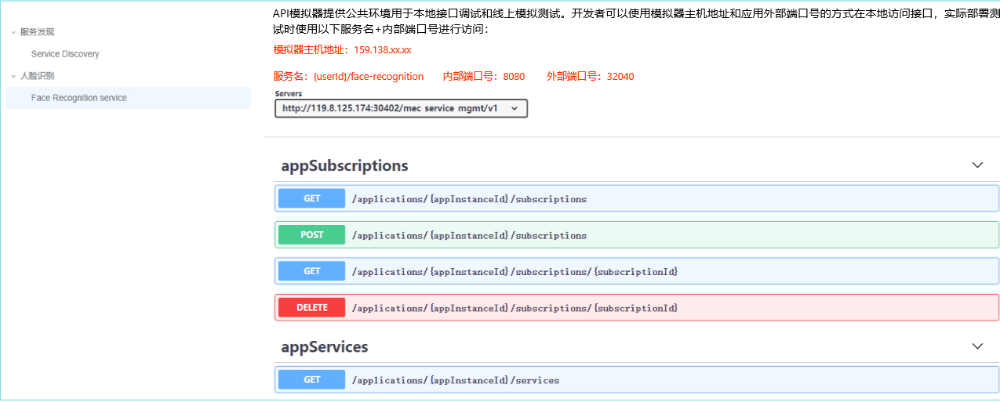 服务发现
Service Discovery
人脸识别
Face Recognition service
API模拟器提供公共环境用于本地接口调试和线上模拟测试。开发者可以使用模拟器主机地址和应用外部端口号的方式在本地访问接口，实际部署测
试时使用以下服务名+内部端口号进行访问：
模拟器主机地址：159.138.xx.xx
服务名：{userId}/face-recognition 内部端口号：8080 外部端口号：32040
Servers
http://119.8.125.174:30402/mec_service_mgmt/v1
appSubscriptions
GET /applications/{appInstanceId}/subscriptions
POST /applications/{appInstanceId}/subscriptions
GET /applications/{appInstanceId}/subscriptions/{subscriptionId}
DELETE /applications/{appInstanceId}/subscriptions/{subscriptionId}
appServices
GET /applications/{appInstanceId}/services